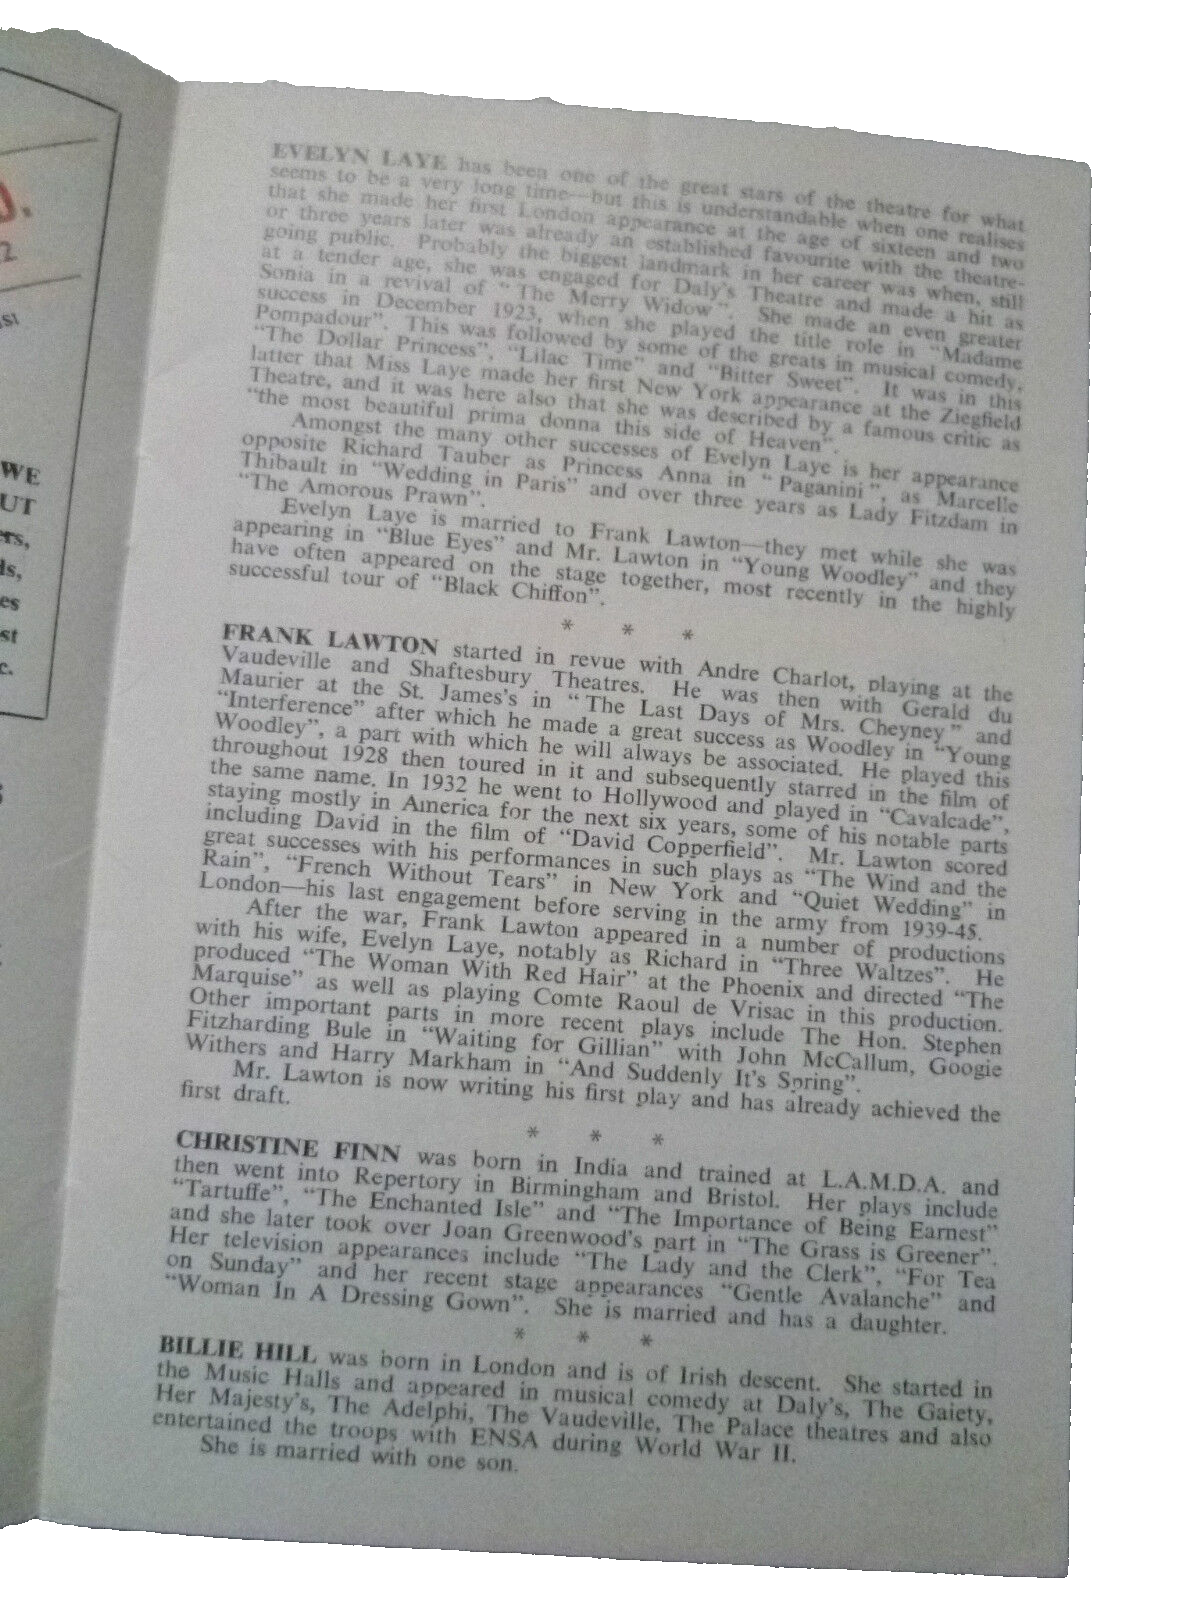 WE
UT
ers,
ds,
es
st
c.
EVELYN LAYE has been one of the great stars of the theatre for what
seems to be a very long time—but this is understandable when one realises
that she made her first London appearance at the age of sixteen and two
or three years later was already an established favourite with the theatre-
going public. Probably the biggest landmark in her career was when, still
at a tender age, she was engaged for Daly's Theatre and made a hit as
Sonia in a revival of "The Merry Widow". She made an even greater
success in December 1923, when she played the title role in "Madame
Pompadour". This was followed by some of the greats in musical comedy,
"The Dollar Princess", "Lilac Time" and "Bitter Sweet". It was in this
latter that Miss Laye made her first New York appearance at the Ziegfield
Theatre, and it was here also that she was described by a famous critic as
"the most beautiful prima donna this side of Heaven".
Amongst the many other successes of Evelyn Laye is her appearance
opposite Richard Tauber as Princess Anna in "Paganini", as Marcelle
Thibault in "Wedding in Paris" and over three years as Lady Fitzdam in
"The Amorous Prawn".
Evelyn Laye is married to Frank Lawton—they met while she was
appearing in "Blue Eyes" and Mr. Lawton in "Young Woodley" and they
have often appeared on the stage together, most recently in the highly
successful tour of "Black Chiffon".
* * *
FRANK LAWTON started in revue with Andre Charlot, playing at the
Vaudeville and Shaftesbury Theatres. He was then with Gerald du
Maurier at the St. James's in "The Last Days of Mrs. Cheyney" and
"Interference" after which he made a great success as Woodley in "Young
Woodley", a part with which he will always be associated. He played this
throughout 1928 then toured in it and subsequently starred in the film of
the same name. In 1932 he went to Hollywood and played in "Cavalcade",
staying mostly in America for the next six years, some of his notable parts
including David in the film of "David Copperfield". Mr. Lawton scored
great successes with his performances in such plays as "The Wind and the
Rain", "French Without Tears" in New York and "Quiet Wedding" in
London—his last engagement before serving in the army from 1939-45.
After the war, Frank Lawton appeared in a number of productions
with his wife, Evelyn Laye, notably as Richard in "Three Waltzes". He
produced "The Woman With Red Hair" at the Phoenix and directed "The
Marquise" as well as playing Comte Raoul de Vrisac in this production.
Other important parts in more recent plays include The Hon. Stephen
Fitzharding Bule in "Waiting for Gillian" with John McCallum, Googie
Withers and Harry Markham in "And Suddenly It's Spring".
Mr. Lawton is now writing his first play and has already achieved the
first draft.
* * *
CHRISTINE FINN was born in India and trained at L.A.M.D.A. and
then went into Repertory in Birmingham and Bristol. Her plays include
"Tartuffe", "The Enchanted Isle" and "The Importance of Being Earnest"
and she later took over Joan Greenwood's part in "The Grass is Greener".
Her television appearances include "The Lady and the Clerk", "For Tea
on Sunday" and her recent stage appearances "Gentle Avalanche" and
"Woman In A Dressing Gown". She is married and has a daughter.
* * *
BILLIE HILL was born in London and is of Irish descent. She started in
the Music Halls and appeared in musical comedy at Daly's, The Gaiety,
Her Majesty's, The Adelphi, The Vaudeville, The Palace theatres and also
entertained the troops with ENSA during World War II.
She is married with one son.